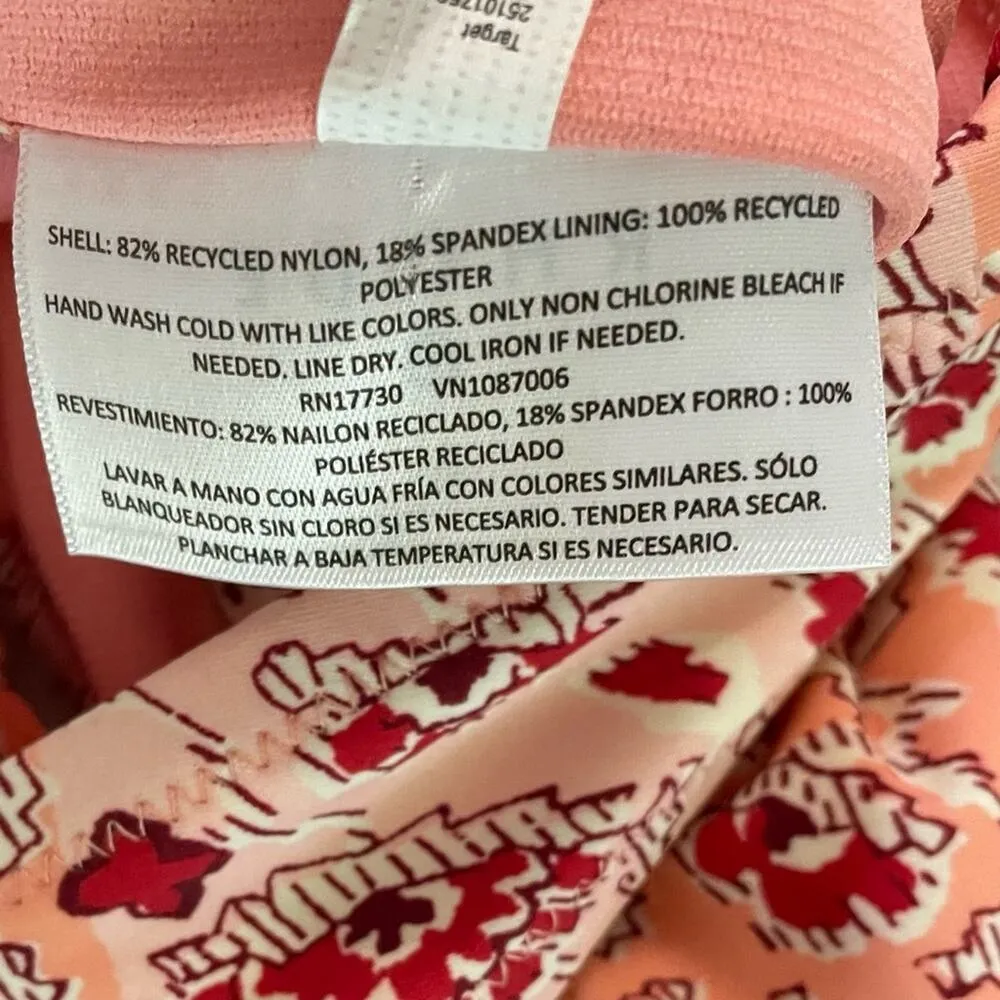 Target
SHELL: 82% RECYCLED NYLON, 18% SPANDEX LINING: 100% RECYCLED
POLYESTER
HAND WASH COLD WITH LIKE COLORS. ONLY NON CHLORINE BLEACH IF
NEEDED. LINE DRY. COOL IRON IF NEEDED.
RN17730 VN1087006
REVESTIMIENTO: 82% NAILON RECICLADO, 18% SPANDEX FORRO : 100%
POLIÉSTER RECICLADO
LAVAR A MANO CON AGUA FRÍA CON COLORES SIMILARES. SÓLO
BLANQUEADOR SIN CLORO SI ES NECESARIO. TENDER PARA SECAR.
PLANCHAR A BAJA TEMPERATURA SI ES NECESARIO.